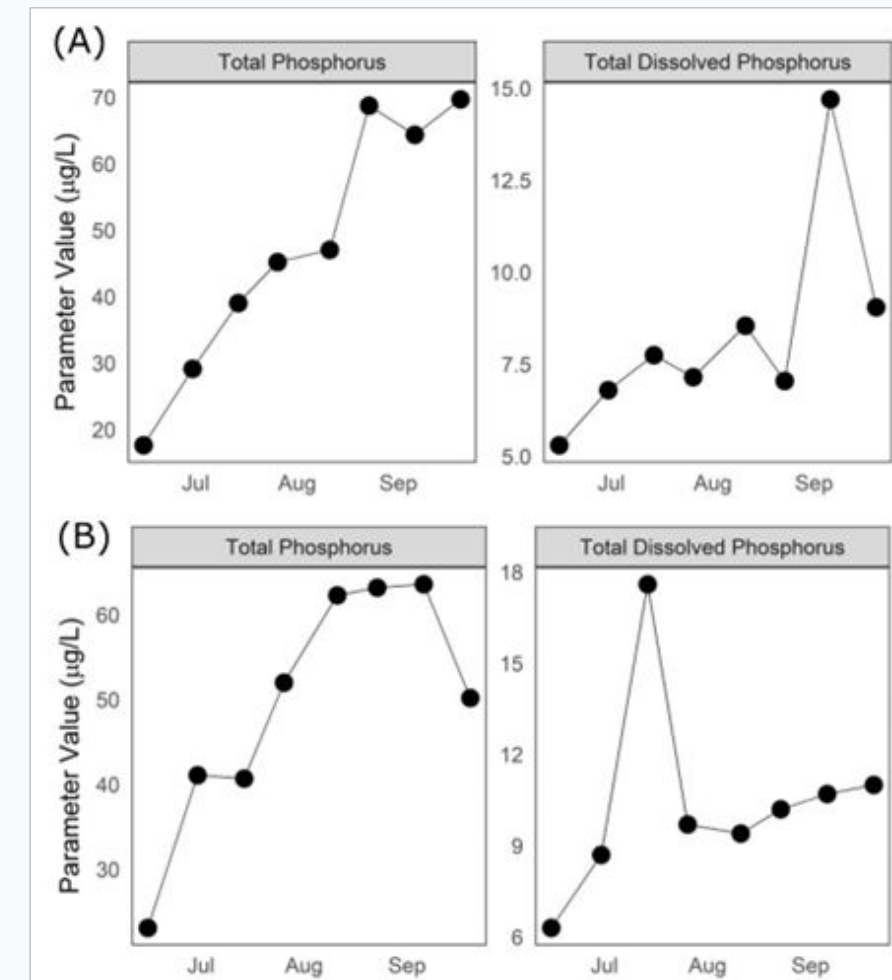 (A)
Total Phosphorus
Parameter Value (µg/L)
70
60
50
40
30
20
Jul Aug Sep
Total Dissolved Phosphorus
15.0
12.5
10.0
7.5
5.0
Jul Aug Sep
(B)
Total Phosphorus
Parameter Value (µg/L)
60
50
40
30
Jul Aug Sep
Total Dissolved Phosphorus
18
15
12
9
6
Jul Aug Sep